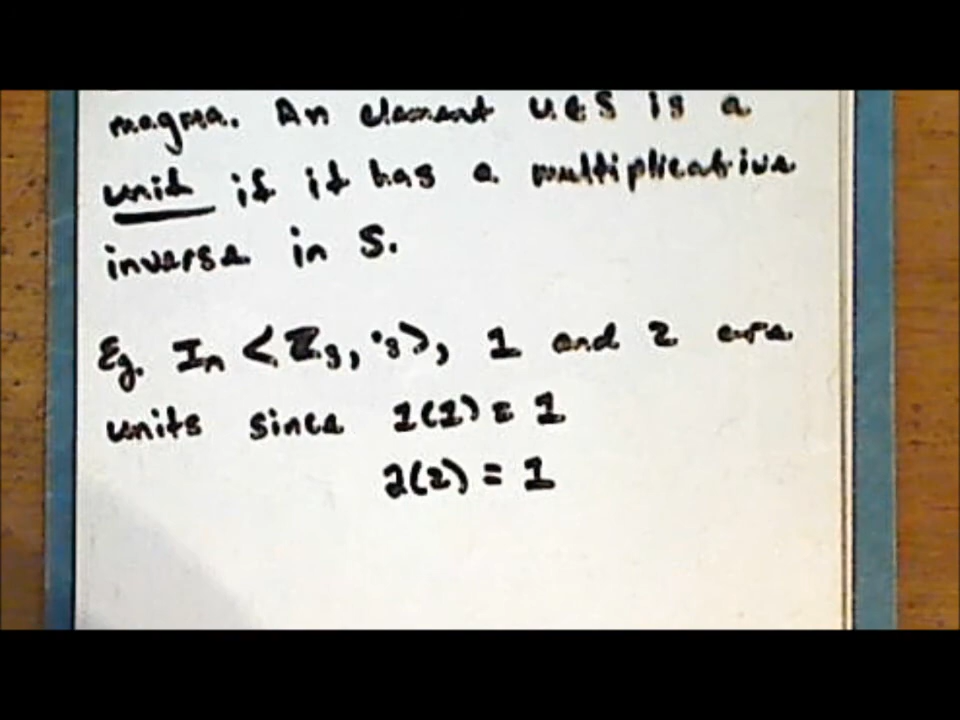 magma. An element u∈S is a
unit if it has a multiplicative
inverse in S.
Eg. In <ℤ₃, ·₃>, 1 and 2 are
units since 1(1) = 1
2(2) = 1